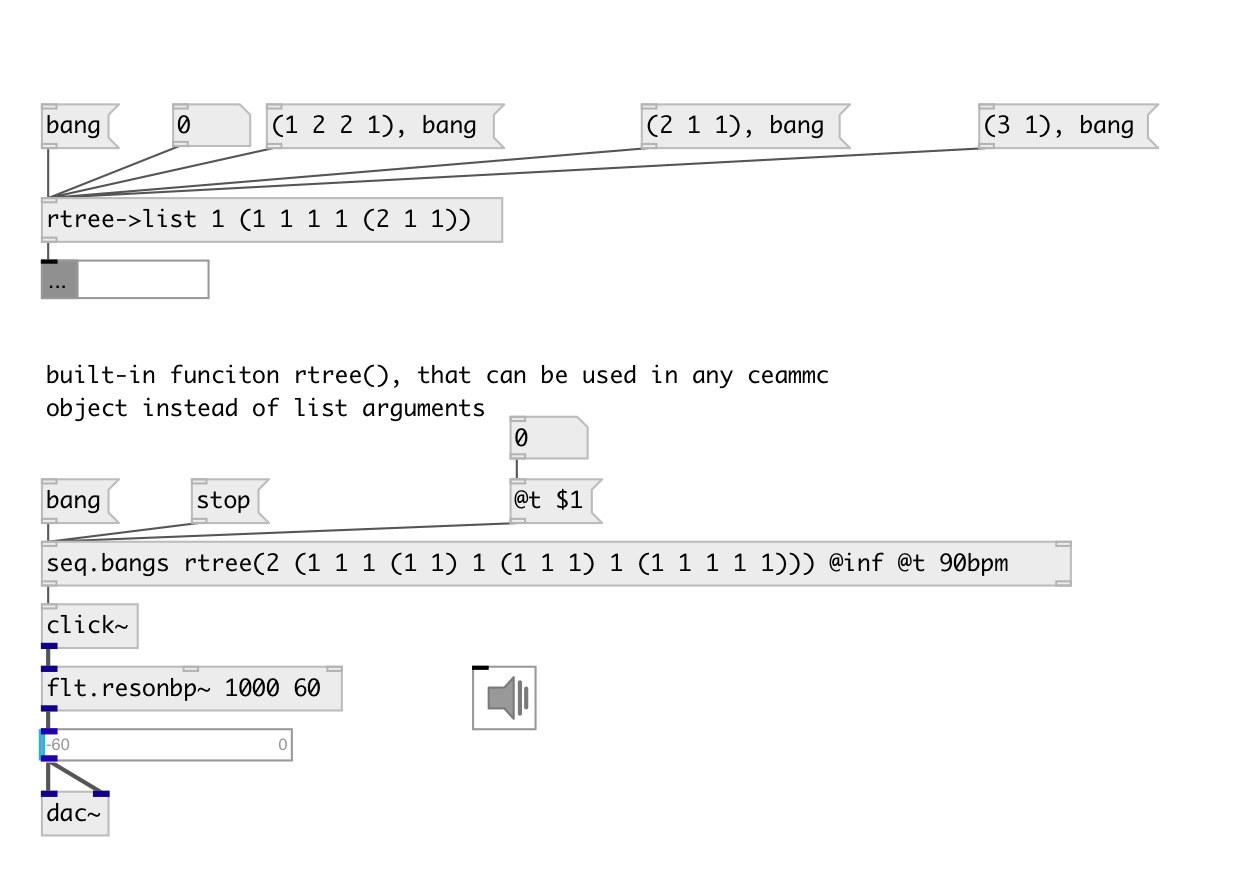 bang
0
(1 2 2 1), bang
(2 1 1), bang
(3 1), bang
rtree->list 1 (1 1 1 1 (2 1 1))
...
built-in funciton rtree(), that can be used in any ceammc
object instead of list arguments
0
bang
stop
@t $1
seq.bangs rtree(2 (1 1 1 (1 1) 1 (1 1 1) 1 (1 1 1 1 1))) @inf @t 90bpm
click~
flt.resonbp~ 1000 60
-60 0
dac~